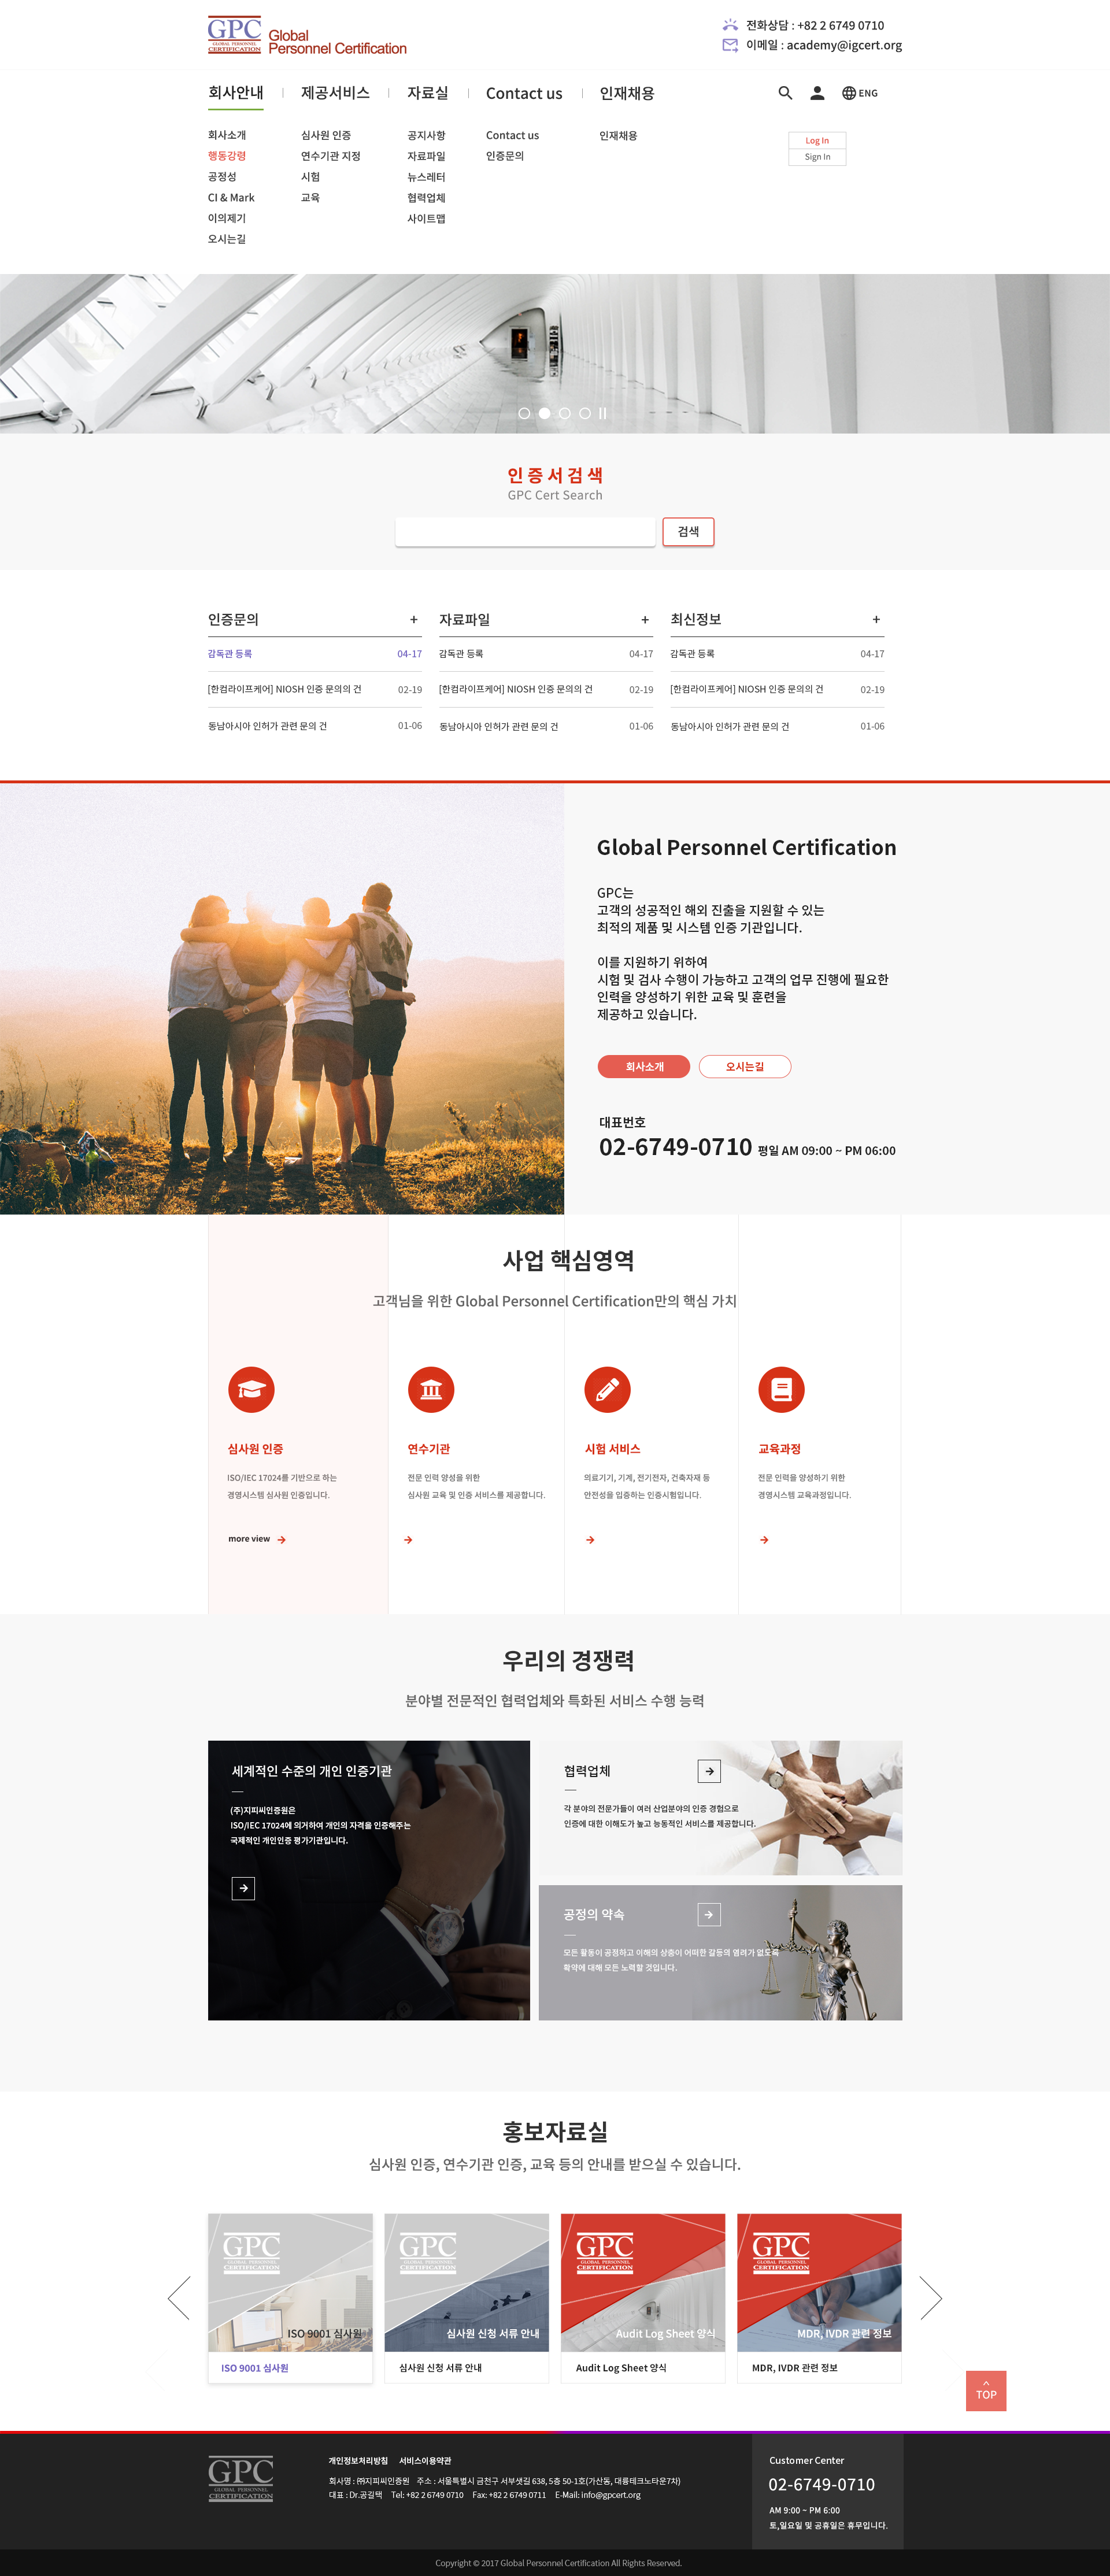 GPC
GLOBAL PERSONNEL
CERTIFICATION
Global
Personnel Certification
전화상담 : +82 2 6749 0710
이메일 : academy@igcert.org
회사안내
제공서비스
자료실
Contact us
인재채용
ENG
회사소개
행동강령
공정성
CI & Mark
이의제기
오시는길
심사원 인증
연수기관 지정
시험
교육
공지사항
자료파일
뉴스레터
협력업체
사이트맵
Contact us
인증문의
인재채용
Log In
Sign In
인증서검색
GPC Cert Search
검색
인증문의 +
감독관 등록 04-17
[한컴라이프케어] NIOSH 인증 문의의 건 02-19
동남아시아 인허가 관련 문의 건 01-06
자료파일 +
감독관 등록 04-17
[한컴라이프케어] NIOSH 인증 문의의 건 02-19
동남아시아 인허가 관련 문의 건 01-06
최신정보 +
감독관 등록 04-17
[한컴라이프케어] NIOSH 인증 문의의 건 02-19
동남아시아 인허가 관련 문의 건 01-06
Global Personnel Certification
GPC는
고객의 성공적인 해외 진출을 지원할 수 있는
최적의 제품 및 시스템 인증 기관입니다.
이를 지원하기 위하여
시험 및 검사 수행이 가능하고 고객의 업무 진행에 필요한
인력을 양성하기 위한 교육 및 훈련을
제공하고 있습니다.
회사소개
오시는길
대표번호
02-6749-0710 평일 AM 09:00 ~ PM 06:00
사업 핵심영역
고객님을 위한 Global Personnel Certification만의 핵심 가치
심사원 인증
ISO/IEC 17024를 기반으로 하는
경영시스템 심사원 인증입니다.
more view
연수기관
전문 인력 양성을 위한
심사원 교육 및 인증 서비스를 제공합니다.
시험 서비스
의료기기, 기계, 전기전자, 건축자재 등
안전성을 입증하는 인증시험입니다.
교육과정
전문 인력을 양성하기 위한
경영시스템 교육과정입니다.
우리의 경쟁력
분야별 전문적인 협력업체와 특화된 서비스 수행 능력
세계적인 수준의 개인 인증기관
(주)지피씨인증원은
ISO/IEC 17024에 의거하여 개인의 자격을 인증해주는
국제적인 개인인증 평가기관입니다.
협력업체
각 분야의 전문가들이 여러 산업분야의 인증 경험으로
인증에 대한 이해도가 높고 능동적인 서비스를 제공합니다.
공정의 약속
모든 활동이 공정하고 이해의 상충이 어떠한 갈등의 염려가 없도록
확약에 대해 모든 노력할 것입니다.
홍보자료실
심사원 인증, 연수기관 인증, 교육 등의 안내를 받으실 수 있습니다.
GPC
GLOBAL PERSONNEL
CERTIFICATION
ISO 9001 심사원
ISO 9001 심사원
GPC
GLOBAL PERSONNEL
CERTIFICATION
심사원 신청 서류 안내
심사원 신청 서류 안내
GPC
GLOBAL PERSONNEL
CERTIFICATION
Audit Log Sheet 양식
Audit Log Sheet 양식
GPC
GLOBAL PERSONNEL
CERTIFICATION
MDR, IVDR 관련 정보
MDR, IVDR 관련 정보
TOP
GPC
GLOBAL PERSONNEL
CERTIFICATION
개인정보처리방침 서비스이용약관
회사명 : ㈜지피씨인증원 주소 : 서울특별시 금천구 서부샛길 638, 5층 50-1호(가산동, 대륭테크노타운7차)
대표 : Dr.공길택 Tel: +82 2 6749 0710 Fax: +82 2 6749 0711 E-Mail: info@gpcert.org
Customer Center
02-6749-0710
AM 9:00 ~ PM 6:00
토,일요일 및 공휴일은 휴무입니다.
Copyright © 2017 Global Personnel Certification All Rights Reserved.